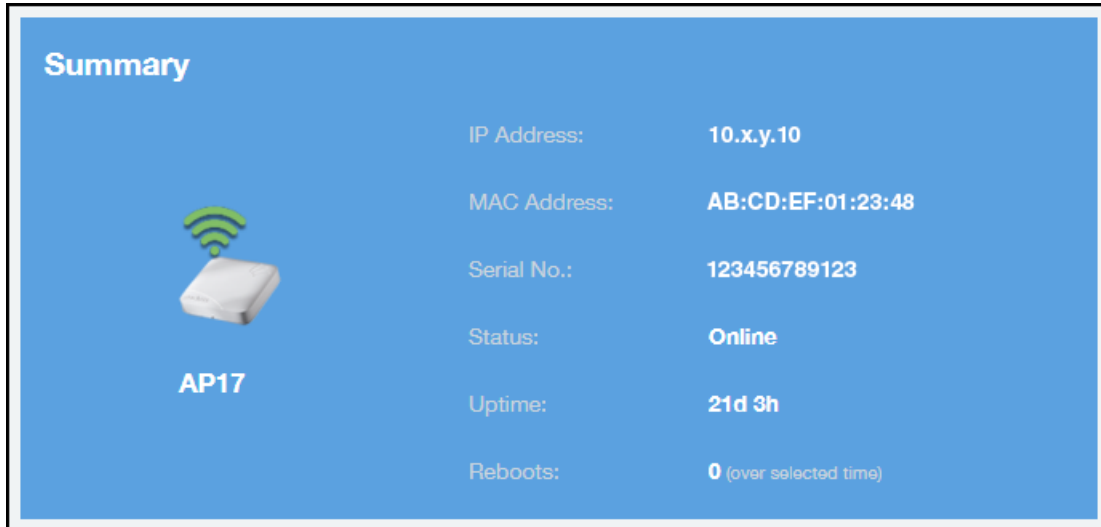 Summary
IP Address: 10.x.y.10
MAC Address: AB:CD:EF:01:23:48
Serial No.: 123456789123
Status: Online
AP17
Uptime: 21d 3h
Reboots: 0 (over selected time)